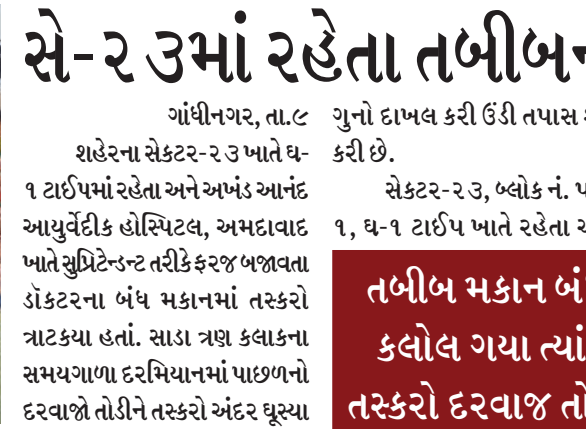 સે-૨૩માં રહેતા તબીબન
ગાંધીનગર, તા.૯
શહેરના સેક્ટર-૨૩ ખાતે ઘ-
૧ ટાઈપમાં રહેતા અને અખંડ આનંદ
આયુર્વેદીક હોસ્પિટલ, અમદાવાદ
ખાતે સુપ્રિટેન્ડન્ટ તરીકે ફરજ બજાવતા
ડૉકટરના બંધ મકાનમાં તસ્કરો
ત્રાટકયા હતાં. સાડા ત્રણ કલાકના
સમયગાળા દરમિયાનમાં પાછળનો
દરવાજો તોડીને તસ્કરો અંદર ઘૂસ્યા
ગુનો દાખલ કરી ઉંડી તપાસ
કરી છે.
સેકટર-૨૩, બ્લોક નં. પ
૧, ઘ-૧ ટાઈપ ખાતે રહેતા
તબીબ મકાન બં
કલોલ ગયા ત્યાં
તસ્કરો દરવાજ તો